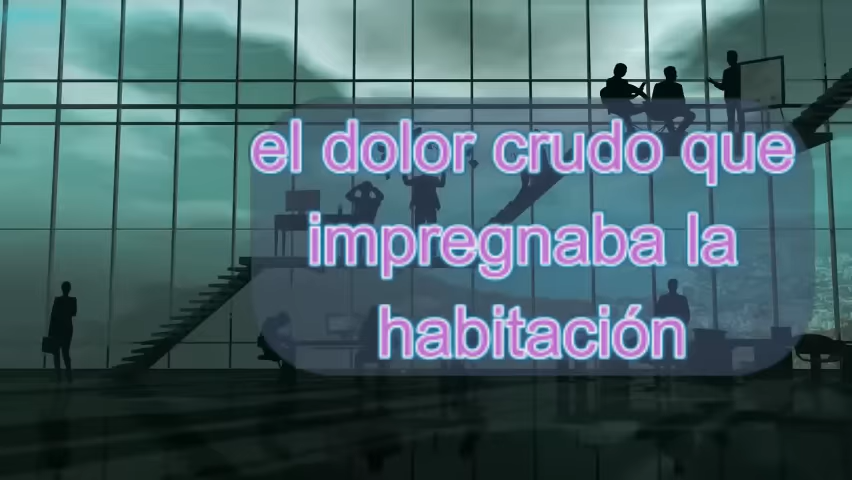 el dolor crudo que
impregnaba la
habitación